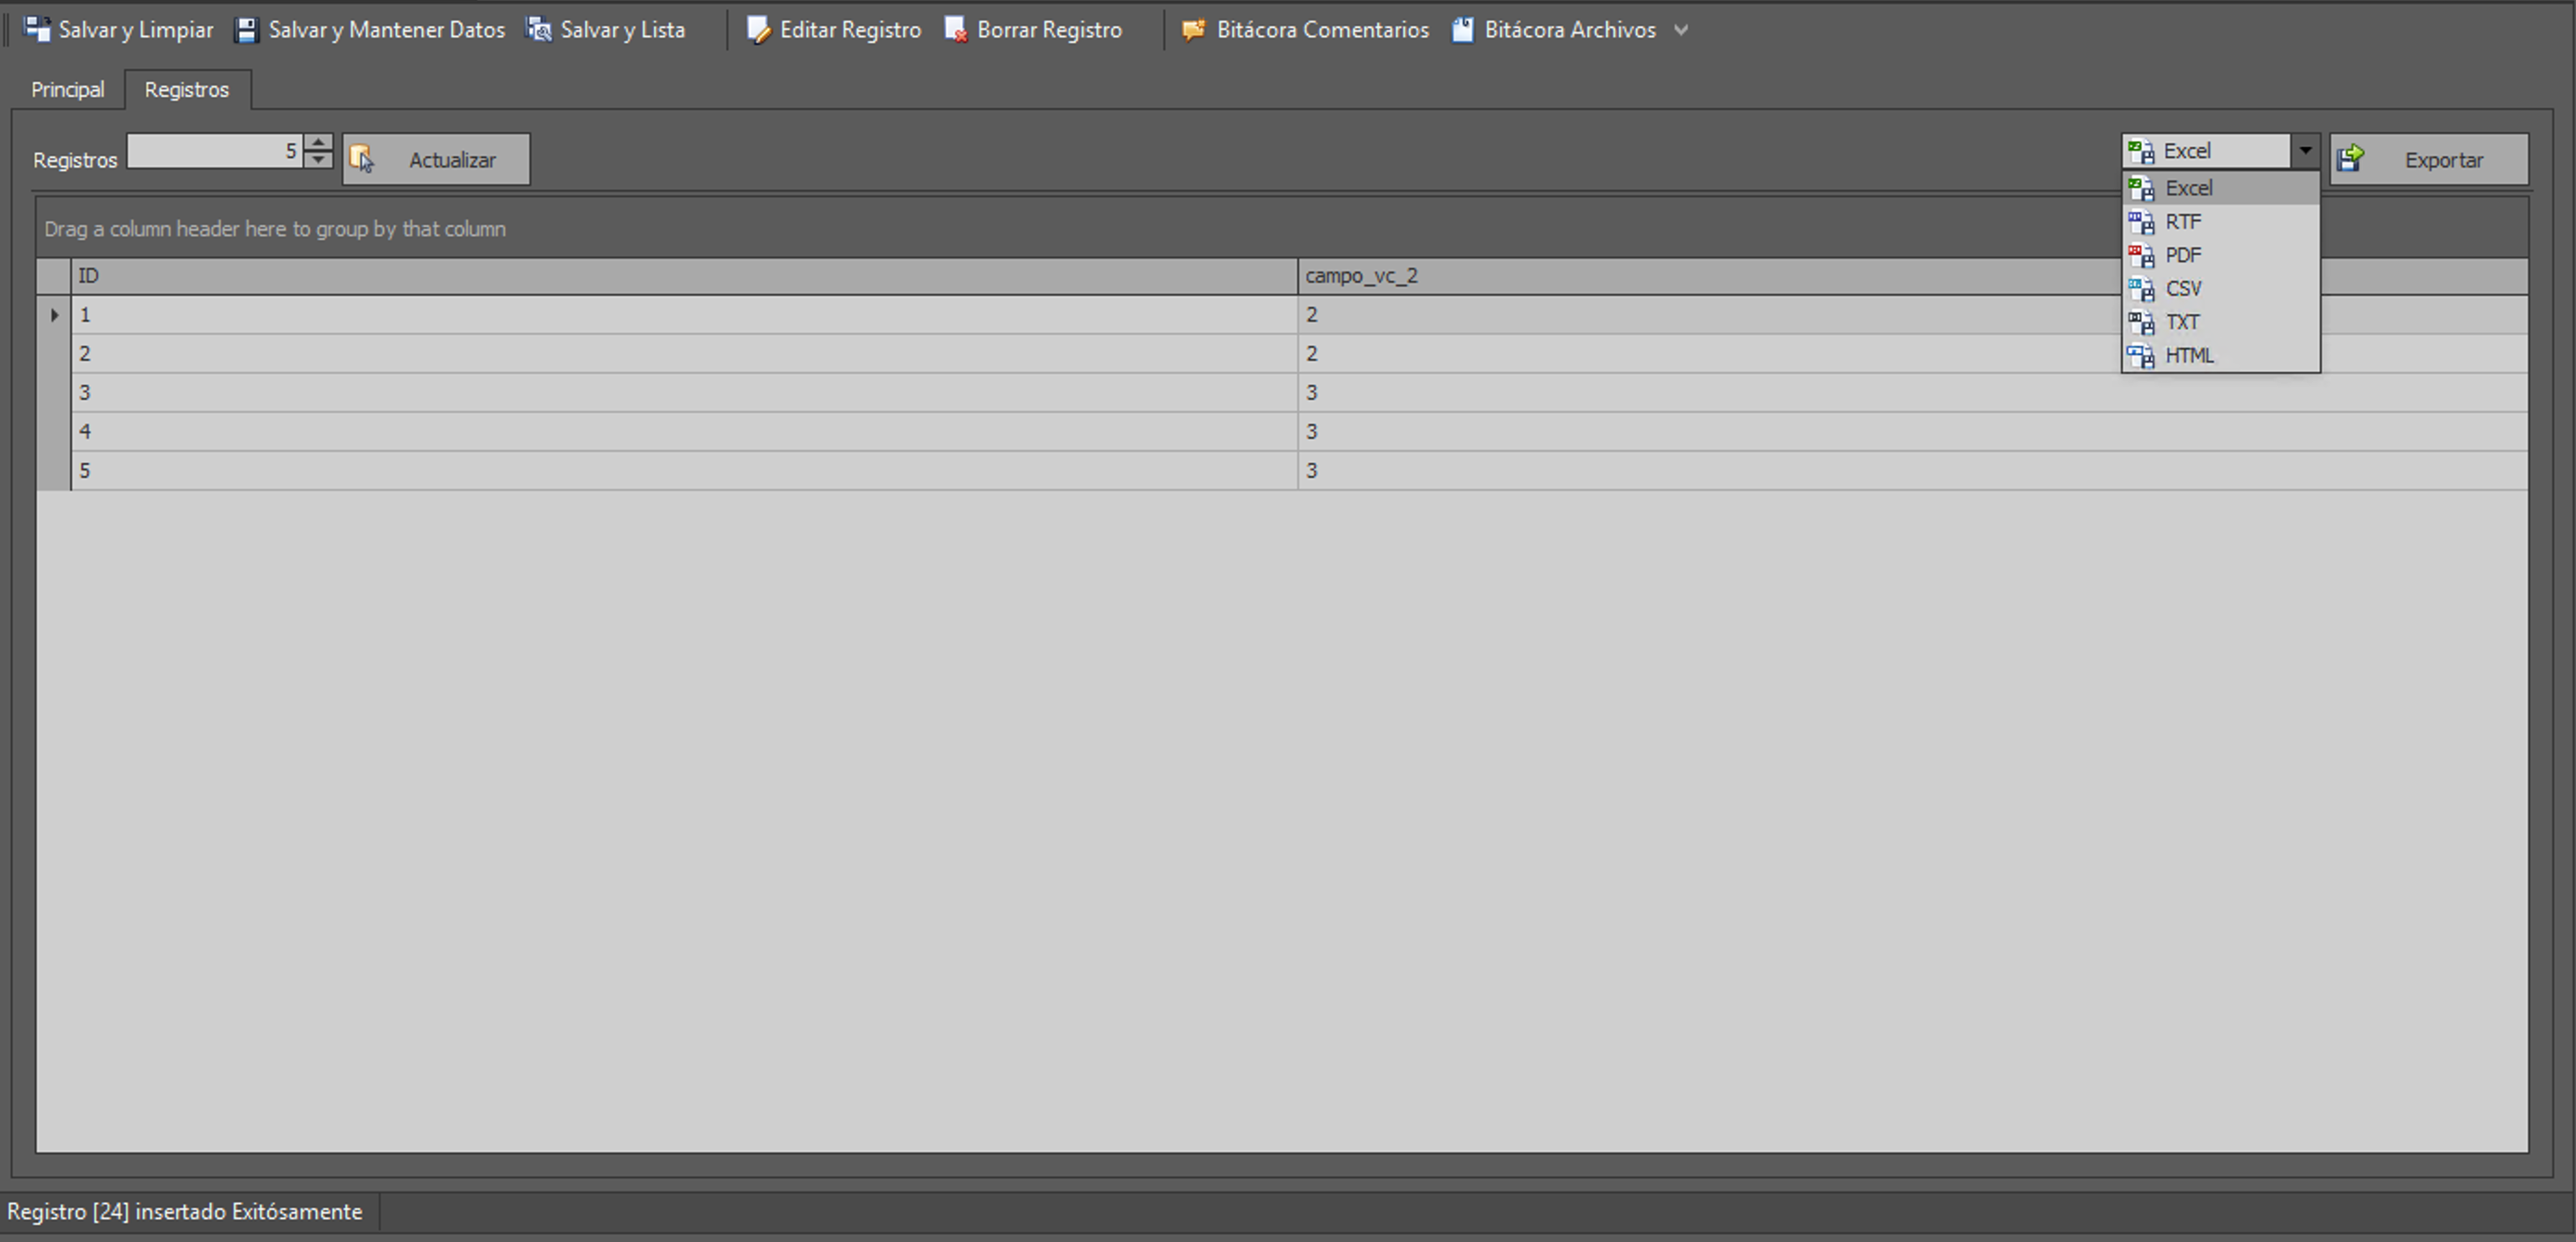 Salvar y Limpiar Salvar y Mantener Datos Salvar y Lista Editar Registro Borrar Registro Bitácora Comentarios Bitácora Archivos
Principal Registros
Registros 5 Actualizar Excel Exportar
Excel
RTF
PDF
CSV
TXT
HTML
Drag a column header here to group by that column
ID campo_vc_2
1 2
2 2
3 3
4 3
5 3
Registro [24] insertado Exitósamente